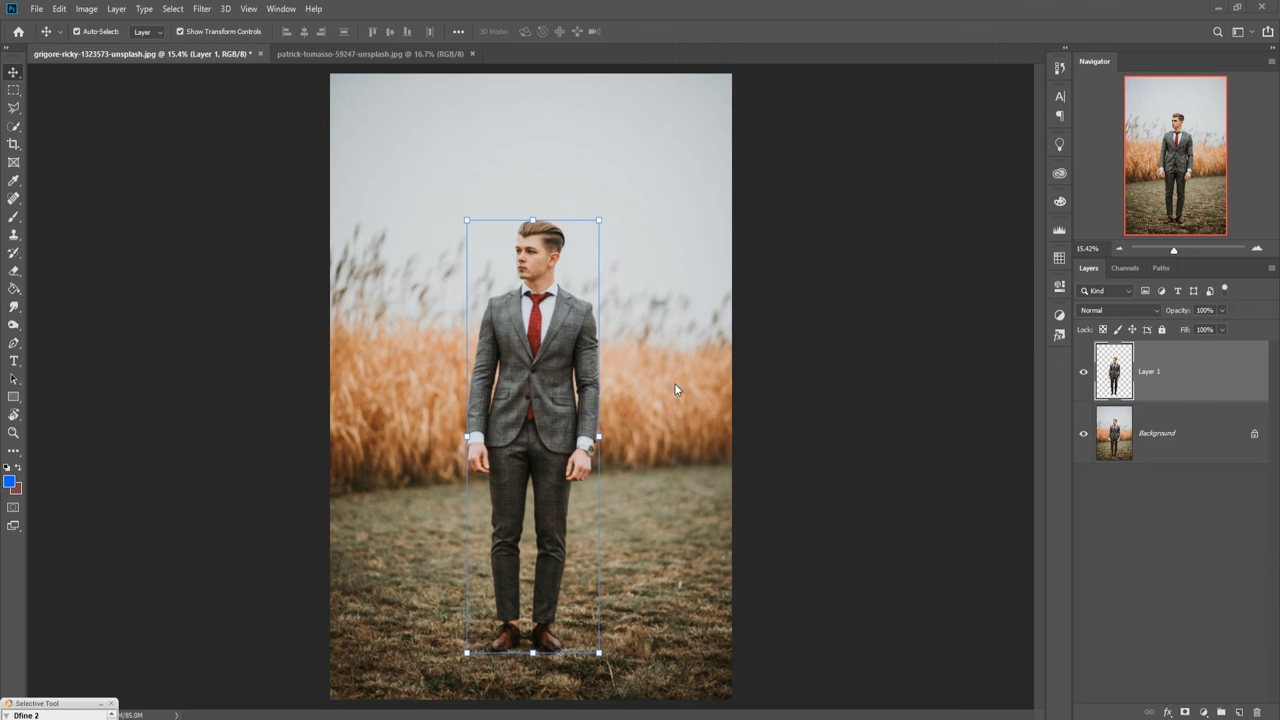 Ps File Edit Image Layer Type Select Filter 3D View Window Help
Auto-Select: Layer Show Transform Controls 3D Mode:
grigore-ricky-1323573-unsplash.jpg @ 15.4% (Layer 1, RGB/8) * patrick-tomasso-59247-unsplash.jpg @ 16.7% (RGB/8)
Navigator
15.42%
Layers Channels Paths
Kind
Normal Opacity: 100%
Lock: Fill: 100%
Layer 1
Background
Selective Tool
Dfine 2
/85.0M